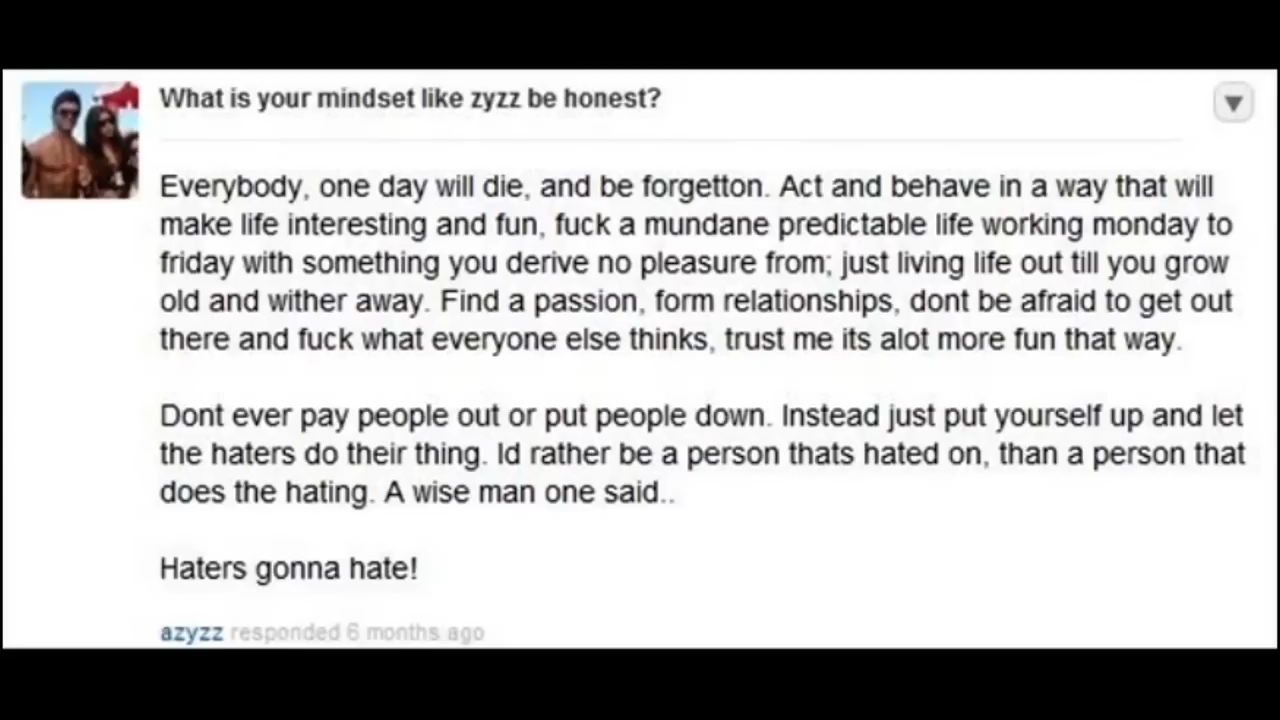 What is your mindset like zyzz be honest?
Everybody, one day will die, and be forgetton. Act and behave in a way that will
make life interesting and fun, fuck a mundane predictable life working monday to
friday with something you derive no pleasure from; just living life out till you grow
old and wither away. Find a passion, form relationships, dont be afraid to get out
there and fuck what everyone else thinks, trust me its alot more fun that way.
Dont ever pay people out or put people down. Instead just put yourself up and let
the haters do their thing. Id rather be a person thats hated on, than a person that
does the hating. A wise man one said..
Haters gonna hate!
azyzz responded 6 months ago